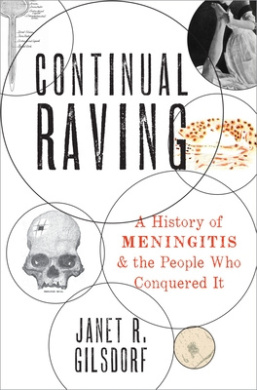 CONTINUAL
RAVING
A History of
MENINGITIS
& the People Who
Conquered It
JANET R.
GILSDORF